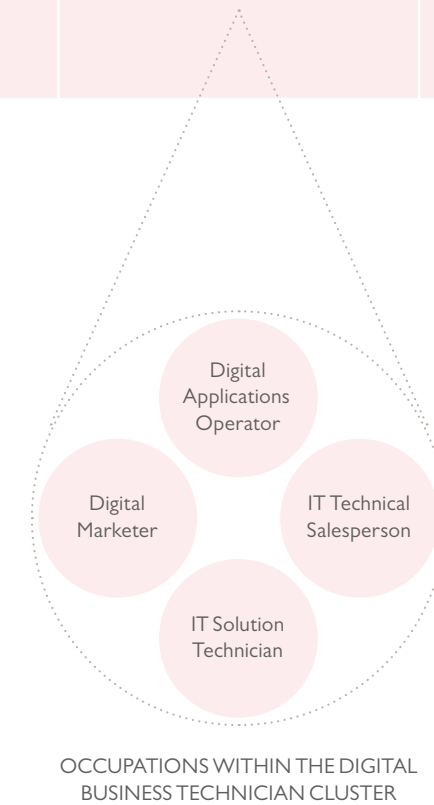 Digital
Applications
Operator
Digital
Marketer
IT Technical
Salesperson
IT Solution
Technician
OCCUPATIONS WITHIN THE DIGITAL
BUSINESS TECHNICIAN CLUSTER